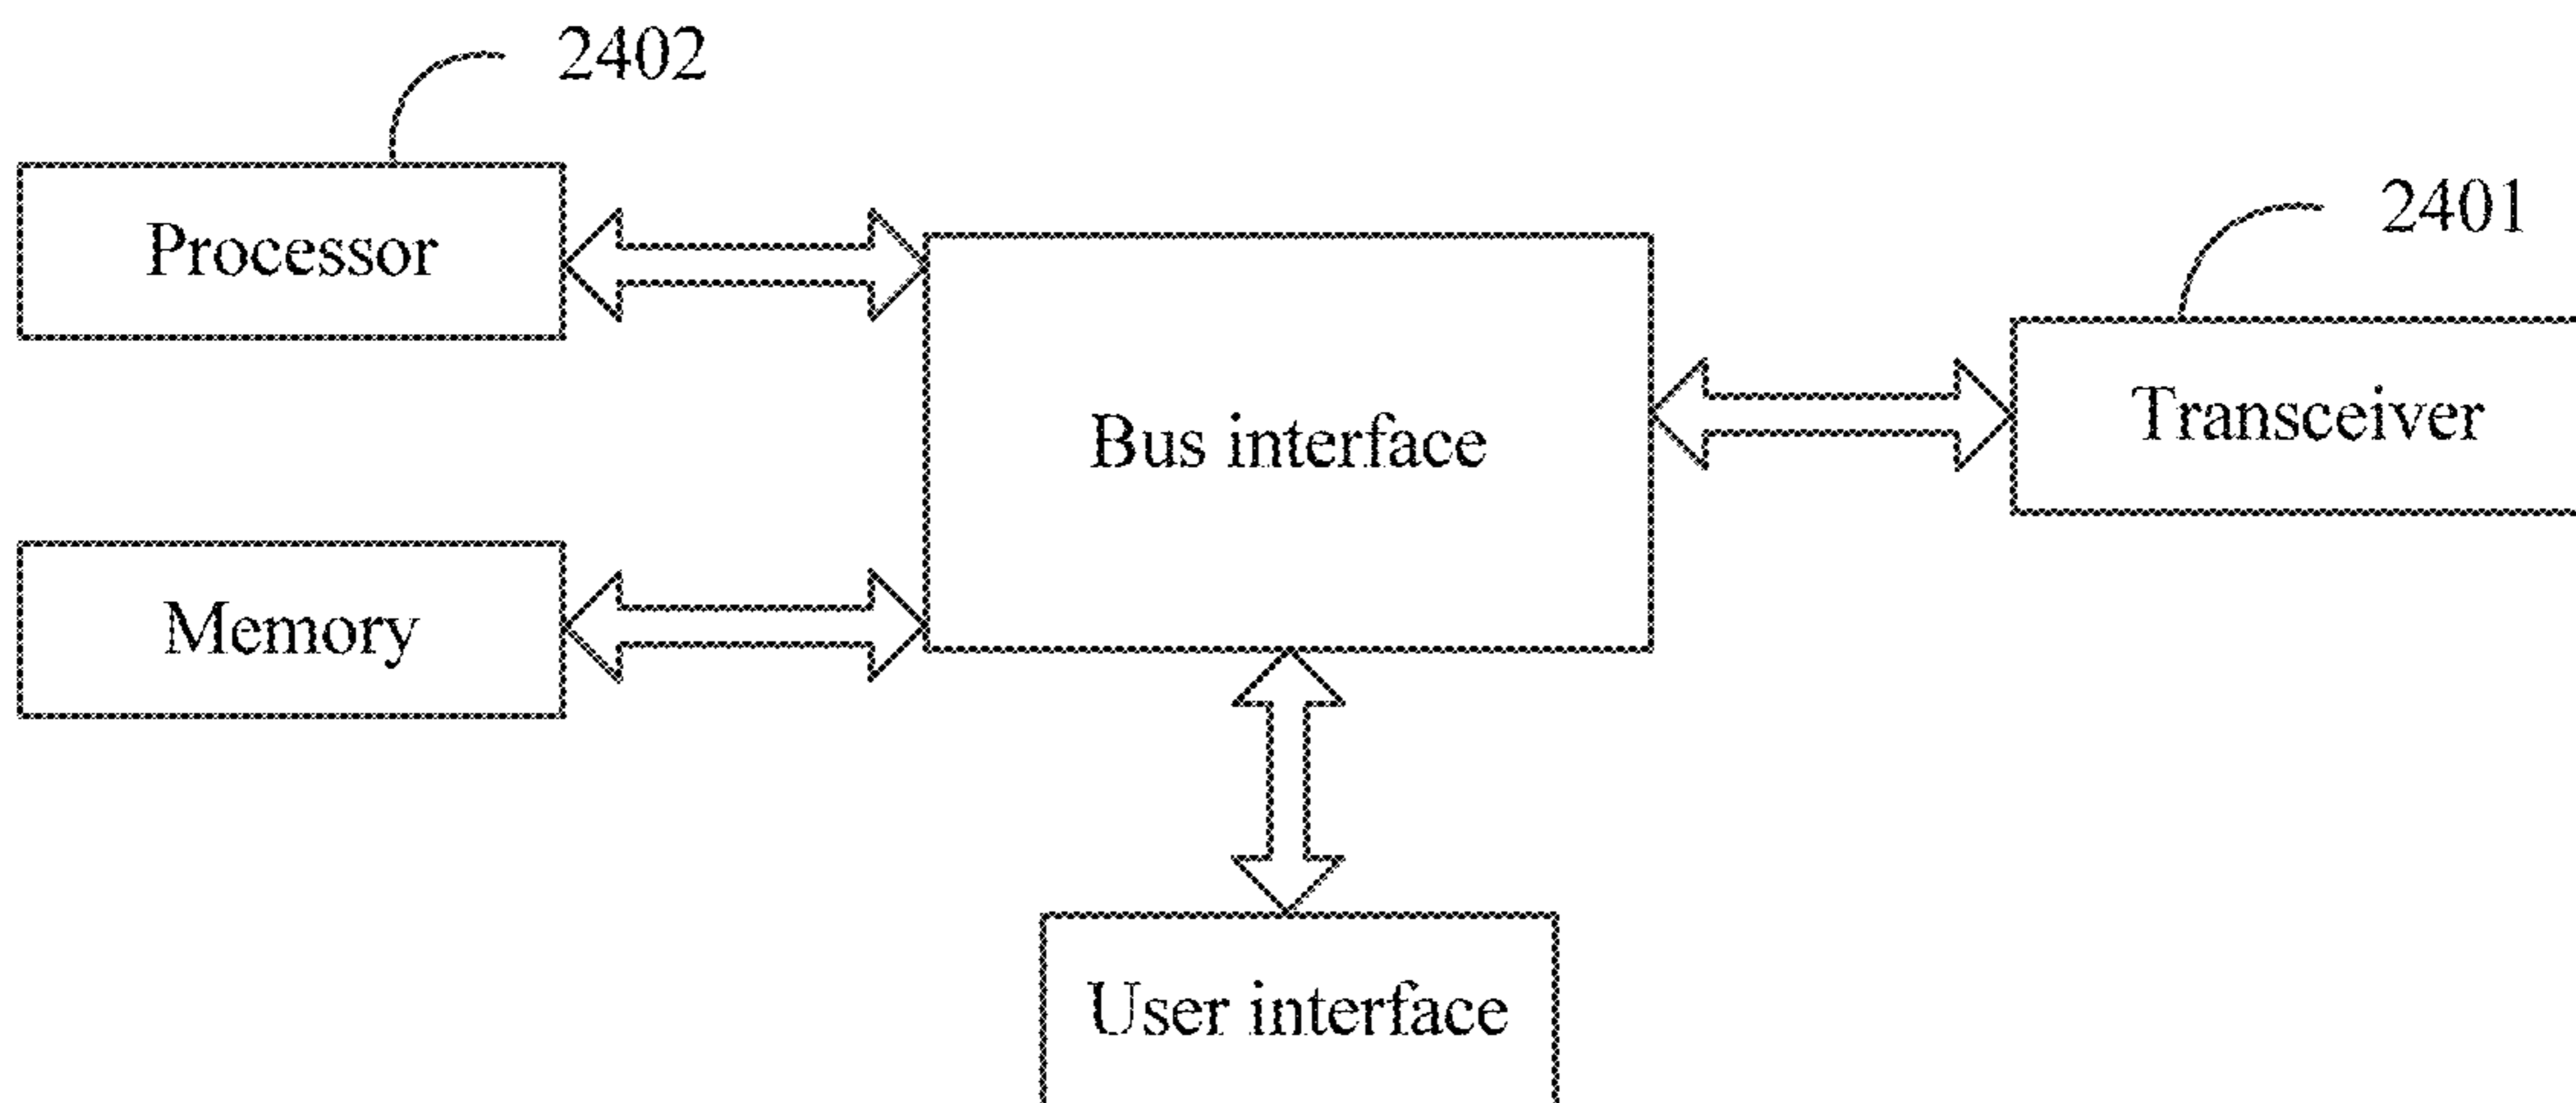 2402
2401
Processor
Bus interface
Transceiver
Memory
User interface